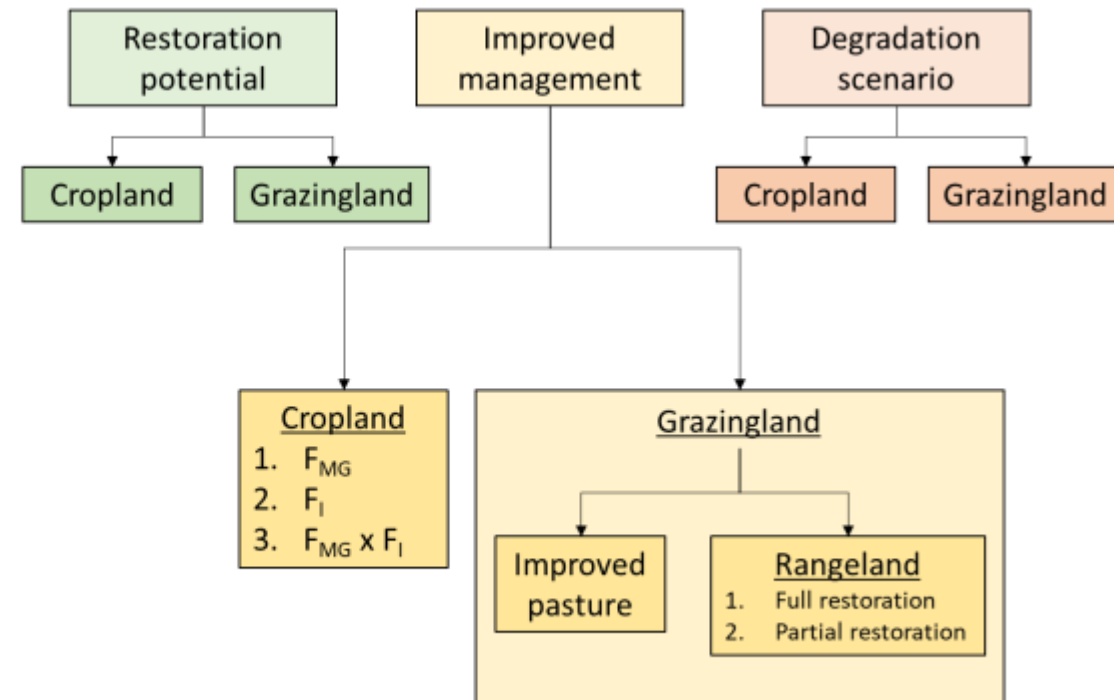 Restoration
potential
Improved
management
Degradation
scenario
Cropland
Grazingland
Cropland
Grazingland
Cropland
1. F_MG
2. F_I
3. F_MG x F_I
Grazingland
Improved
pasture
Rangeland
1. Full restoration
2. Partial restoration